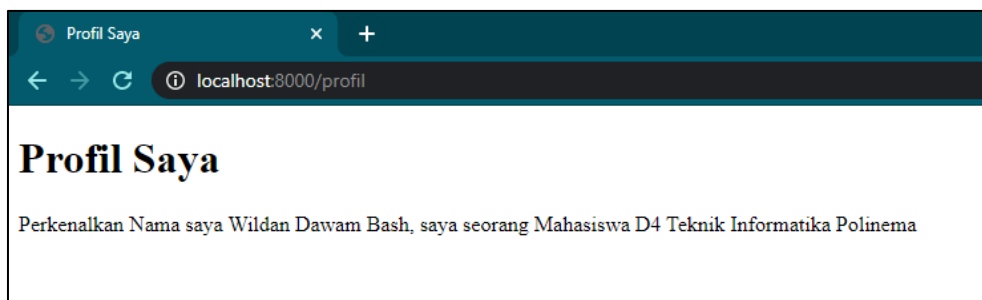 Profil Saya
localhost:8000/profil
Profil Saya
Perkenalkan Nama saya Wildan Dawam Bash, saya seorang Mahasiswa D4 Teknik Informatika Polinema